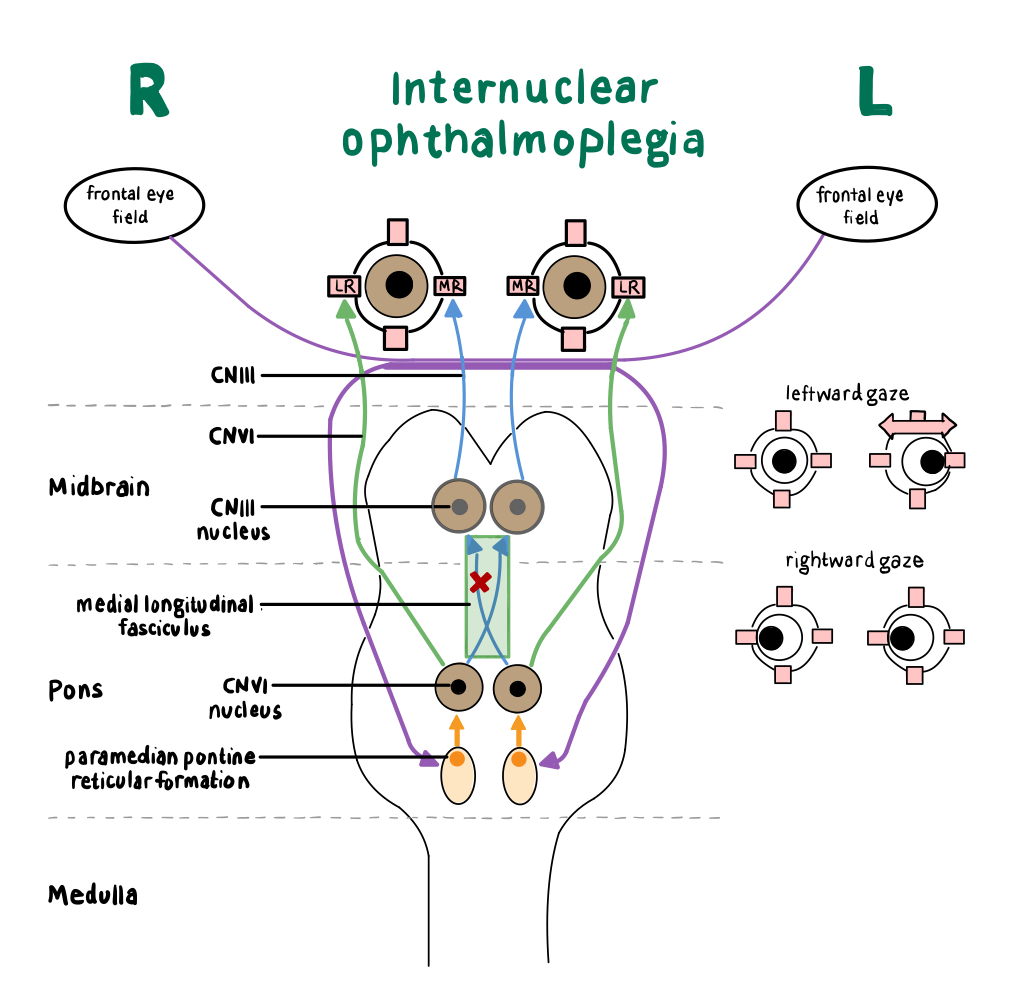 R
L
Internuclear
ophthalmoplegia
frontal eye
field
frontal eye
field
LR
MR
MR
LR
CNIII
CNVI
Midbrain
CNIII
nucleus
medial longitudinal
fasciculus
Pons
CNVI
nucleus
paramedian pontine
reticular formation
Medulla
leftward gaze
rightward gaze